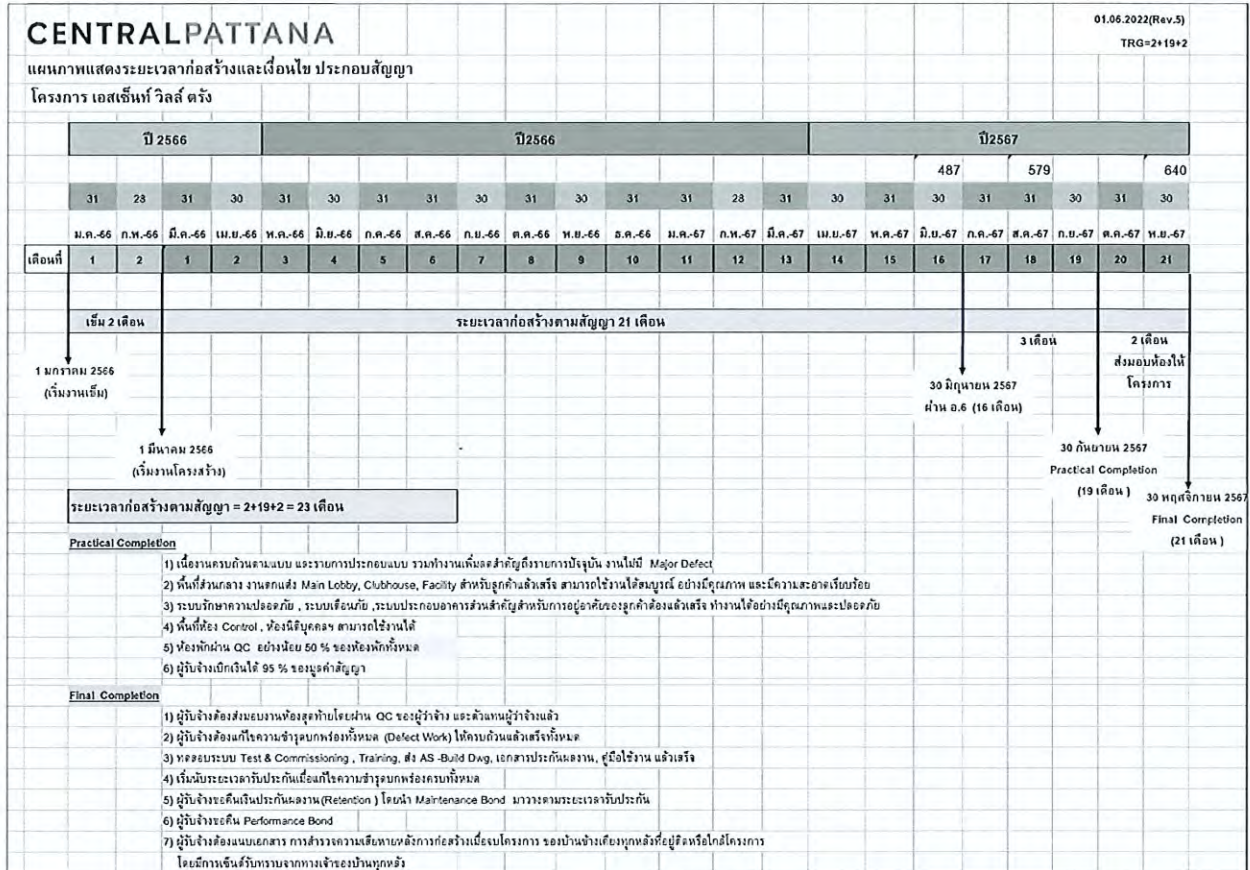 CENTRALPATTANA
01.06.2022(Rev.5)
TRG=2+19+2
แผนภาพแสดงระยะเวลาก่อสร้างและเงื่อนไข ประกอบสัญญา
โครงการ เอสเซ็นท์ วิลล์ ตรัง
ปี 2566 ปี2566 ปี2567
487 579 640
31 28 31 30 31 30 31 31 30 31 30 31 31 28 31 30 31 30 31 31 30 31 30
ม.ค.-66 ก.พ.-66 มี.ค.-66 เม.ย.-66 พ.ค.-66 มิ.ย.-66 ก.ค.-66 ส.ค.-66 ก.ย.-66 ต.ค.-66 พ.ย.-66 ธ.ค.-66 ม.ค.-67 ก.พ.-67 มี.ค.-67 เม.ย.-67 พ.ค.-67 มิ.ย.-67 ก.ค.-67 ส.ค.-67 ก.ย.-67 ต.ค.-67 พ.ย.-67
เดือนที่ 1 2 1 2 3 4 5 6 7 8 9 10 11 12 13 14 15 16 17 18 19 20 21
เข็ม 2 เดือน ระยะเวลาก่อสร้างตามสัญญา 21 เดือน
3 เดือน 2 เดือน
ส่งมอบห้องให้
โครงการ
1 มกราคม 2566
(เริ่มงานเข็ม)
30 มิถุนายน 2567
ผ่าน อ.6 (16 เดือน)
1 มีนาคม 2566
(เริ่มงานโครงสร้าง)
30 กันยายน 2567
Practical Completion
(19 เดือน )
30 พฤศจิกายน 2567
Final Completion
(21 เดือน )
ระยะเวลาก่อสร้างตามสัญญา = 2+19+2 = 23 เดือน
Practical Completion
1) เนื้องานครบถ้วนตามแบบ และรายการประกอบแบบ รวมทำงานเพิ่มลดสำคัญถึงรายการปัจจุบัน งานไม่มี Major Defect
2) พื้นที่ส่วนกลาง งานตกแต่ง Main Lobby, Clubhouse, Facility สำหรับลูกค้าแล้วเสร็จ สามารถใช้งานได้สมบูรณ์ อย่างมีคุณภาพ และมีความสะอาดเรียบร้อย
3) ระบบรักษาความปลอดภัย , ระบบเตือนภัย ,ระบบประกอบอาคารส่วนสำคัญสำหรับการอยู่อาศัยของลูกค้าต้องแล้วเสร็จ ทำงานได้อย่างมีคุณภาพและปลอดภัย
4) พื้นที่ห้อง Control , ห้องนิติบุคคลฯ สามารถใช้งานได้
5) ห้องพักผ่าน QC อย่างน้อย 50 % ของห้องพักทั้งหมด
6) ผู้รับจ้างเบิกเงินได้ 95 % ของมูลค่าสัญญา
Final Completion
1) ผู้รับจ้างต้องส่งมอบงานห้องสุดท้ายโดยผ่าน QC ของผู้ว่าจ้าง และตัวแทนผู้ว่าจ้างแล้ว
2) ผู้รับจ้างต้องแก้ไขความชำรุดบกพร่องทั้งหมด (Defect Work) ให้ครบถ้วนแล้วเสร็จทั้งหมด
3) ทดสอบระบบ Test & Commissioning , Training, ส่ง AS -Build Dwg, เอกสารประกันผลงาน, คู่มือใช้งาน แล้วเสร็จ
4) เริ่มนับระยะเวลารับประกันเมื่อแก้ไขความชำรุดบกพร่องครบทั้งหมด
5) ผู้รับจ้างขอคืนเงินประกันผลงาน(Retention ) โดยนำ Maintenance Bond มาวางตามระยะเวลารับประกัน
6) ผู้รับจ้างขอคืน Performance Bond
7) ผู้รับจ้างต้องแนบเอกสาร การสำรวจความเสียหายหลังการก่อสร้างเมื่อจบโครงการ ของบ้านข้างเคียงทุกหลังที่อยู่ติดหรือใกล้โครงการ
โดยมีการเซ็นต์รับทราบจากทางเจ้าของบ้านทุกหลัง